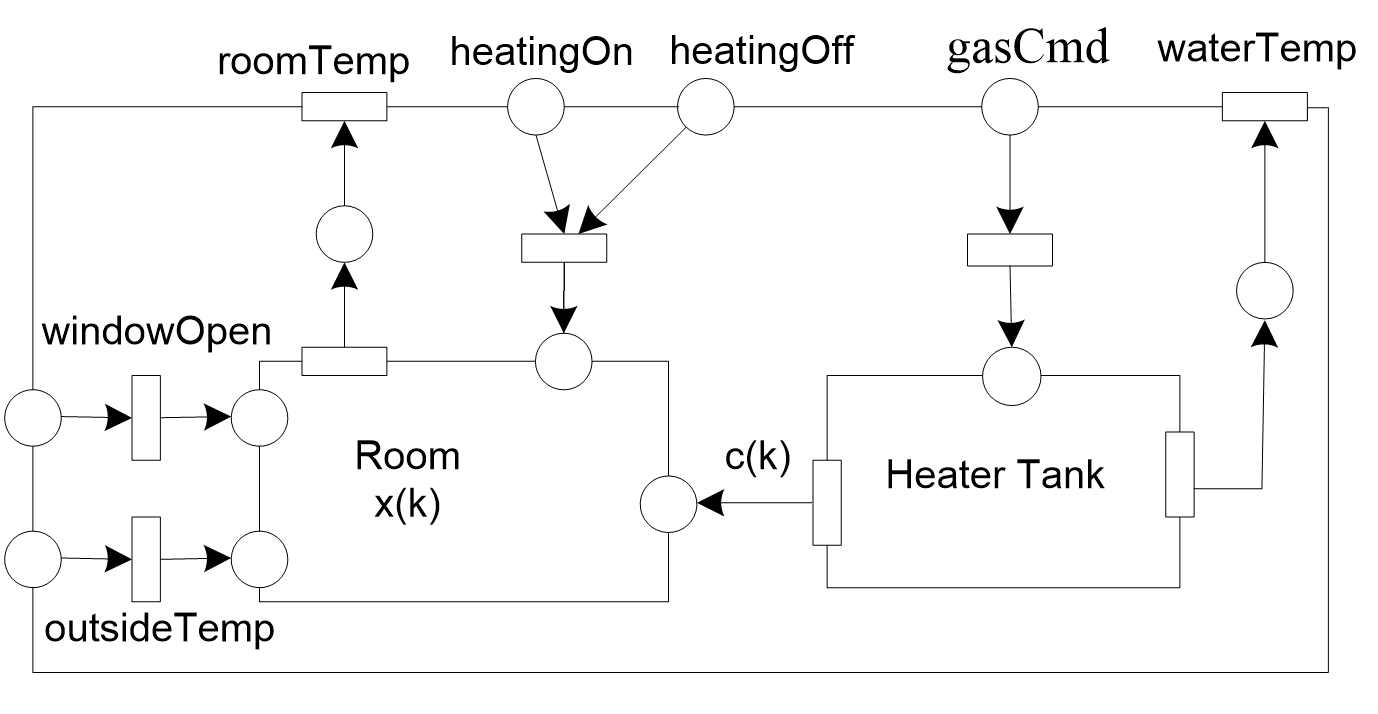 roomTemp
heatingOn
heatingOff
gasCmd
waterTemp
windowOpen
Room
x(k)
c(k)
Heater Tank
outsideTemp